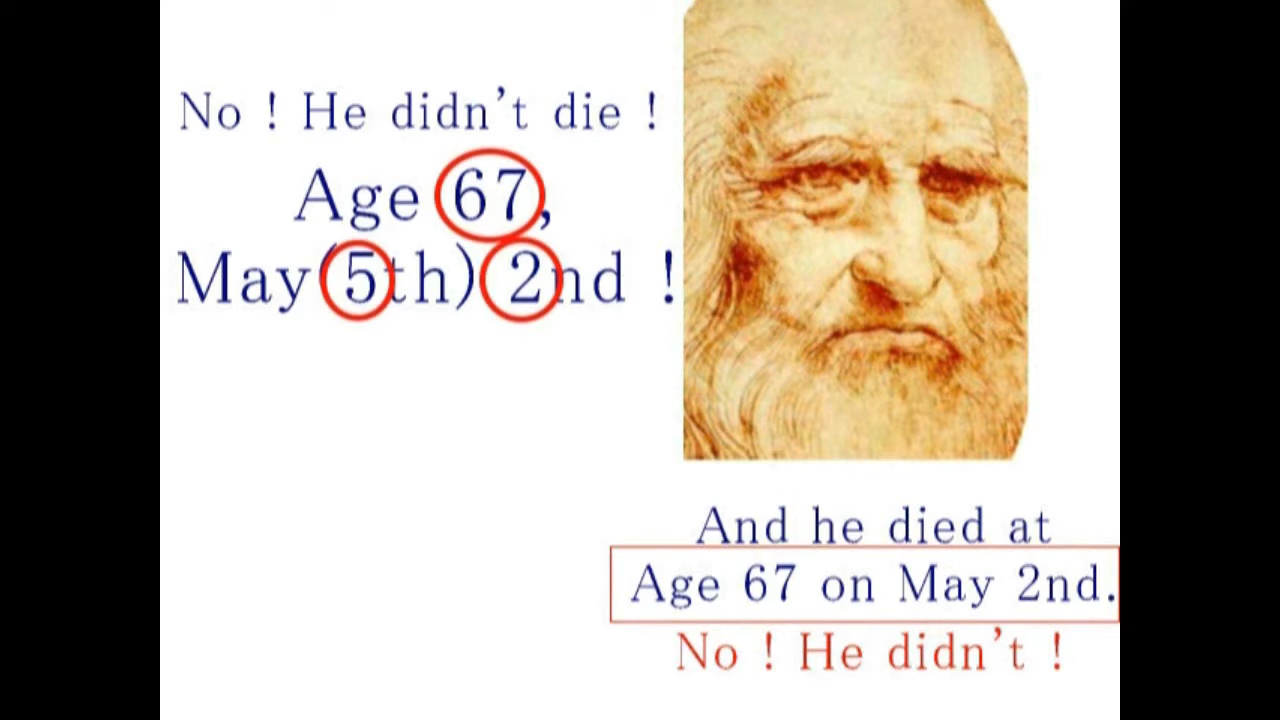 No ! He didn't die !
Age 67,
May(5th) 2nd !
And he died at
Age 67 on May 2nd.
No ! He didn't !